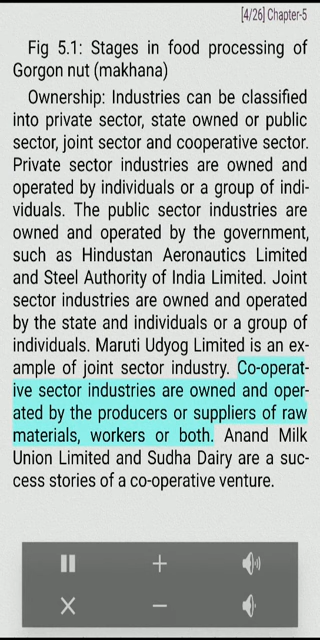 [4/26] Chapter-5
Fig 5.1: Stages in food processing of
Gorgon nut (makhana)
Ownership: Industries can be classified
into private sector, state owned or public
sector, joint sector and cooperative sector.
Private sector industries are owned and
operated by individuals or a group of indi-
viduals. The public sector industries are
owned and operated by the government,
such as Hindustan Aeronautics Limited
and Steel Authority of India Limited. Joint
sector industries are owned and operated
by the state and individuals or a group of
individuals. Maruti Udyog Limited is an ex-
ample of joint sector industry. Co-operat-
ive sector industries are owned and oper-
ated by the producers or suppliers of raw
materials, workers or both. Anand Milk
Union Limited and Sudha Dairy are a suc-
cess stories of a co-operative venture.